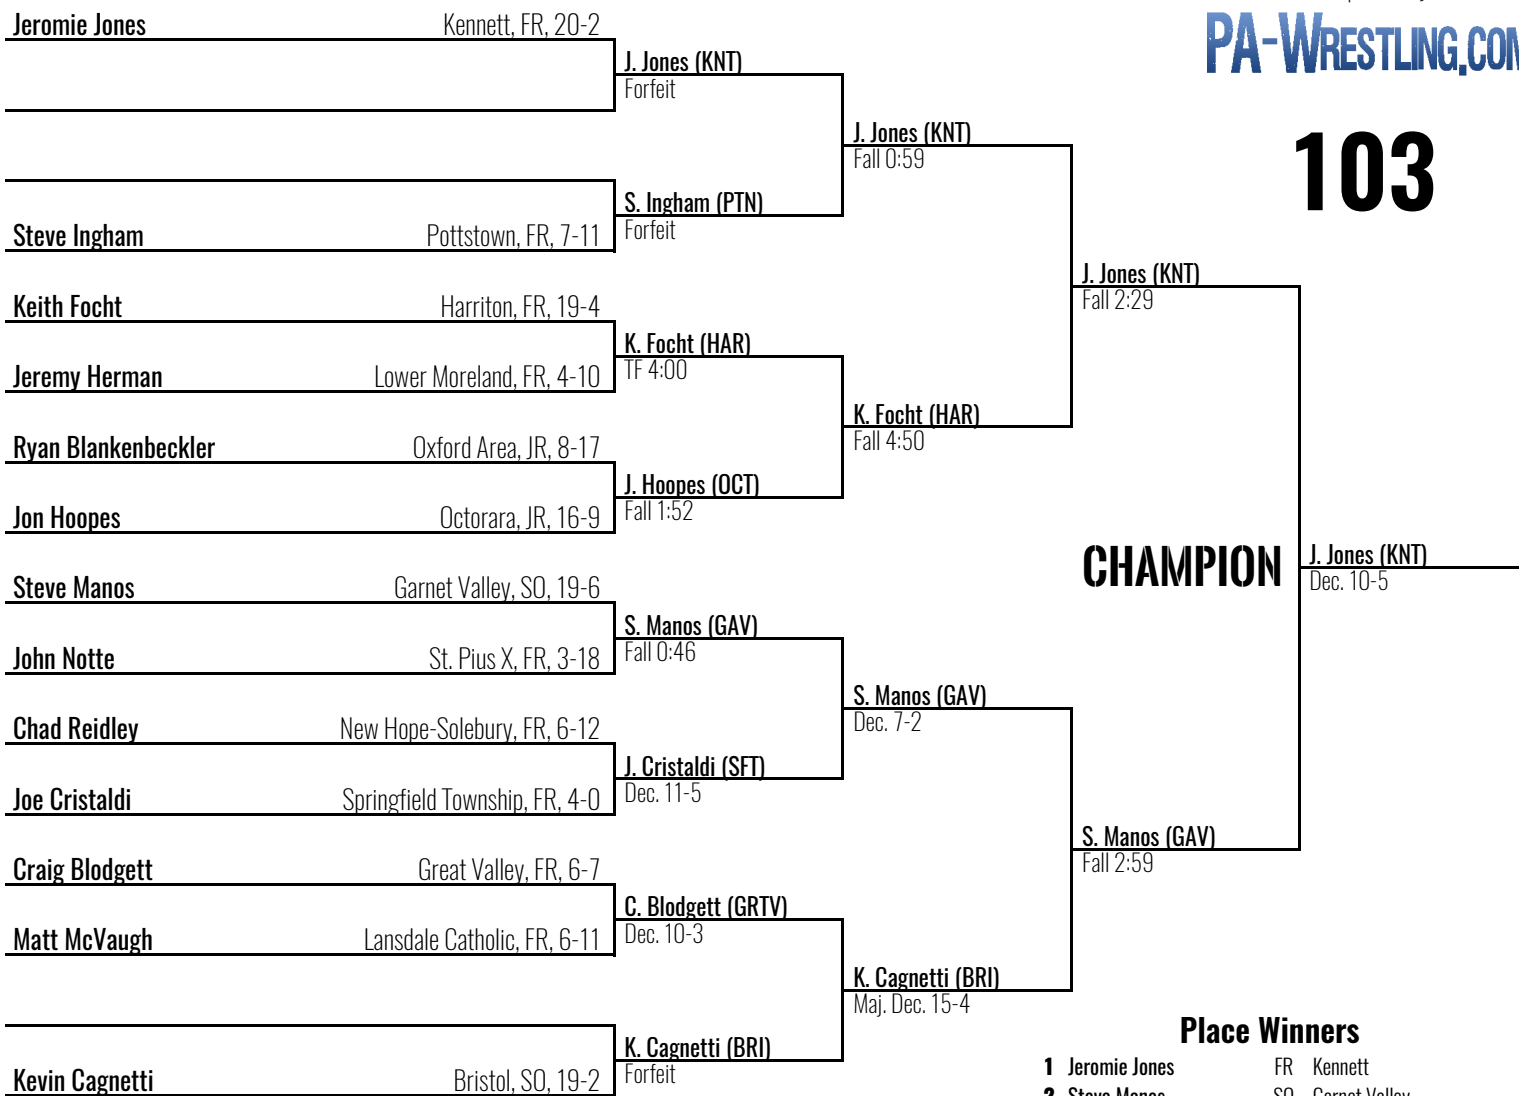 PA-WRESTLING.COM
103
Jeromie Jones Kennett, FR, 20-2
J. Jones (KNT)
Forfeit
J. Jones (KNT)
Fall 0:59
S. Ingham (PTN)
Forfeit
Steve Ingham Pottstown, FR, 7-11
J. Jones (KNT)
Fall 2:29
Keith Focht Harriton, FR, 19-4
K. Focht (HAR)
TF 4:00
Jeremy Herman Lower Moreland, FR, 4-10
K. Focht (HAR)
Fall 4:50
Ryan Blankenbeckler Oxford Area, JR, 8-17
J. Hoopes (OCT)
Fall 1:52
Jon Hoopes Octorara, JR, 16-9
CHAMPION
J. Jones (KNT)
Dec. 10-5
Steve Manos Garnet Valley, SO, 19-6
S. Manos (GAV)
Fall 0:46
John Notte St. Pius X, FR, 3-18
S. Manos (GAV)
Dec. 7-2
Chad Reidley New Hope-Solebury, FR, 6-12
J. Cristaldi (SFT)
Dec. 11-5
Joe Cristaldi Springfield Township, FR, 4-0
S. Manos (GAV)
Fall 2:59
Craig Blodgett Great Valley, FR, 6-7
C. Blodgett (GRTV)
Dec. 10-3
Matt McVaugh Lansdale Catholic, FR, 6-11
K. Cagnetti (BRI)
Maj. Dec. 15-4
K. Cagnetti (BRI)
Forfeit
Kevin Cagnetti Bristol, SO, 19-2
Place Winners
1 Jeromie Jones FR Kennett
2 Steve Manos SO Garnet Valley